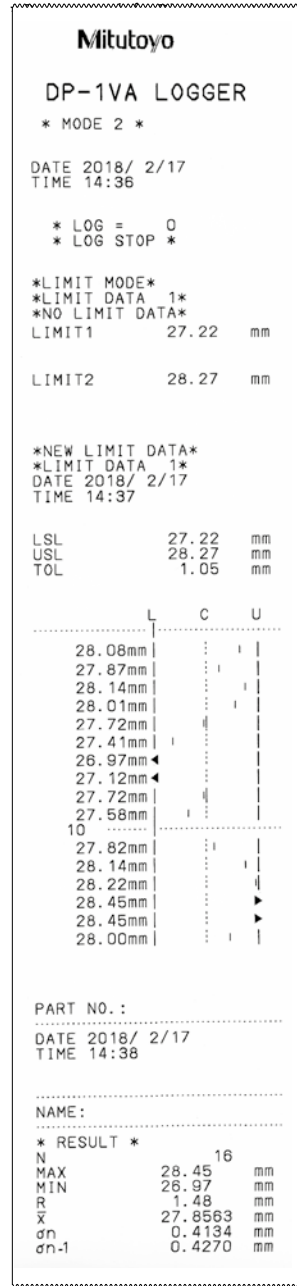 Mitutoyo
DP-1VA LOGGER
* MODE 2 *
DATE 2018/ 2/17
TIME 14:36
* LOG = 0
* LOG STOP *
*LIMIT MODE*
*LIMIT DATA 1*
*NO LIMIT DATA*
LIMIT1 27.22 mm
LIMIT2 28.27 mm
*NEW LIMIT DATA*
*LIMIT DATA 1*
DATE 2018/ 2/17
TIME 14:37
LSL 27.22 mm
USL 28.27 mm
TOL 1.05 mm
L C U
28.08mm
27.87mm
28.14mm
28.01mm
27.72mm
27.41mm
26.97mm
27.12mm
27.72mm
27.58mm
10
27.82mm
28.14mm
28.22mm
28.45mm
28.45mm
28.00mm
PART NO.:
DATE 2018/ 2/17
TIME 14:38
NAME:
* RESULT *
N 16
MAX 28.45 mm
MIN 26.97 mm
R 1.48 mm
x̄ 27.8563 mm
σn 0.4134 mm
σn-1 0.4270 mm